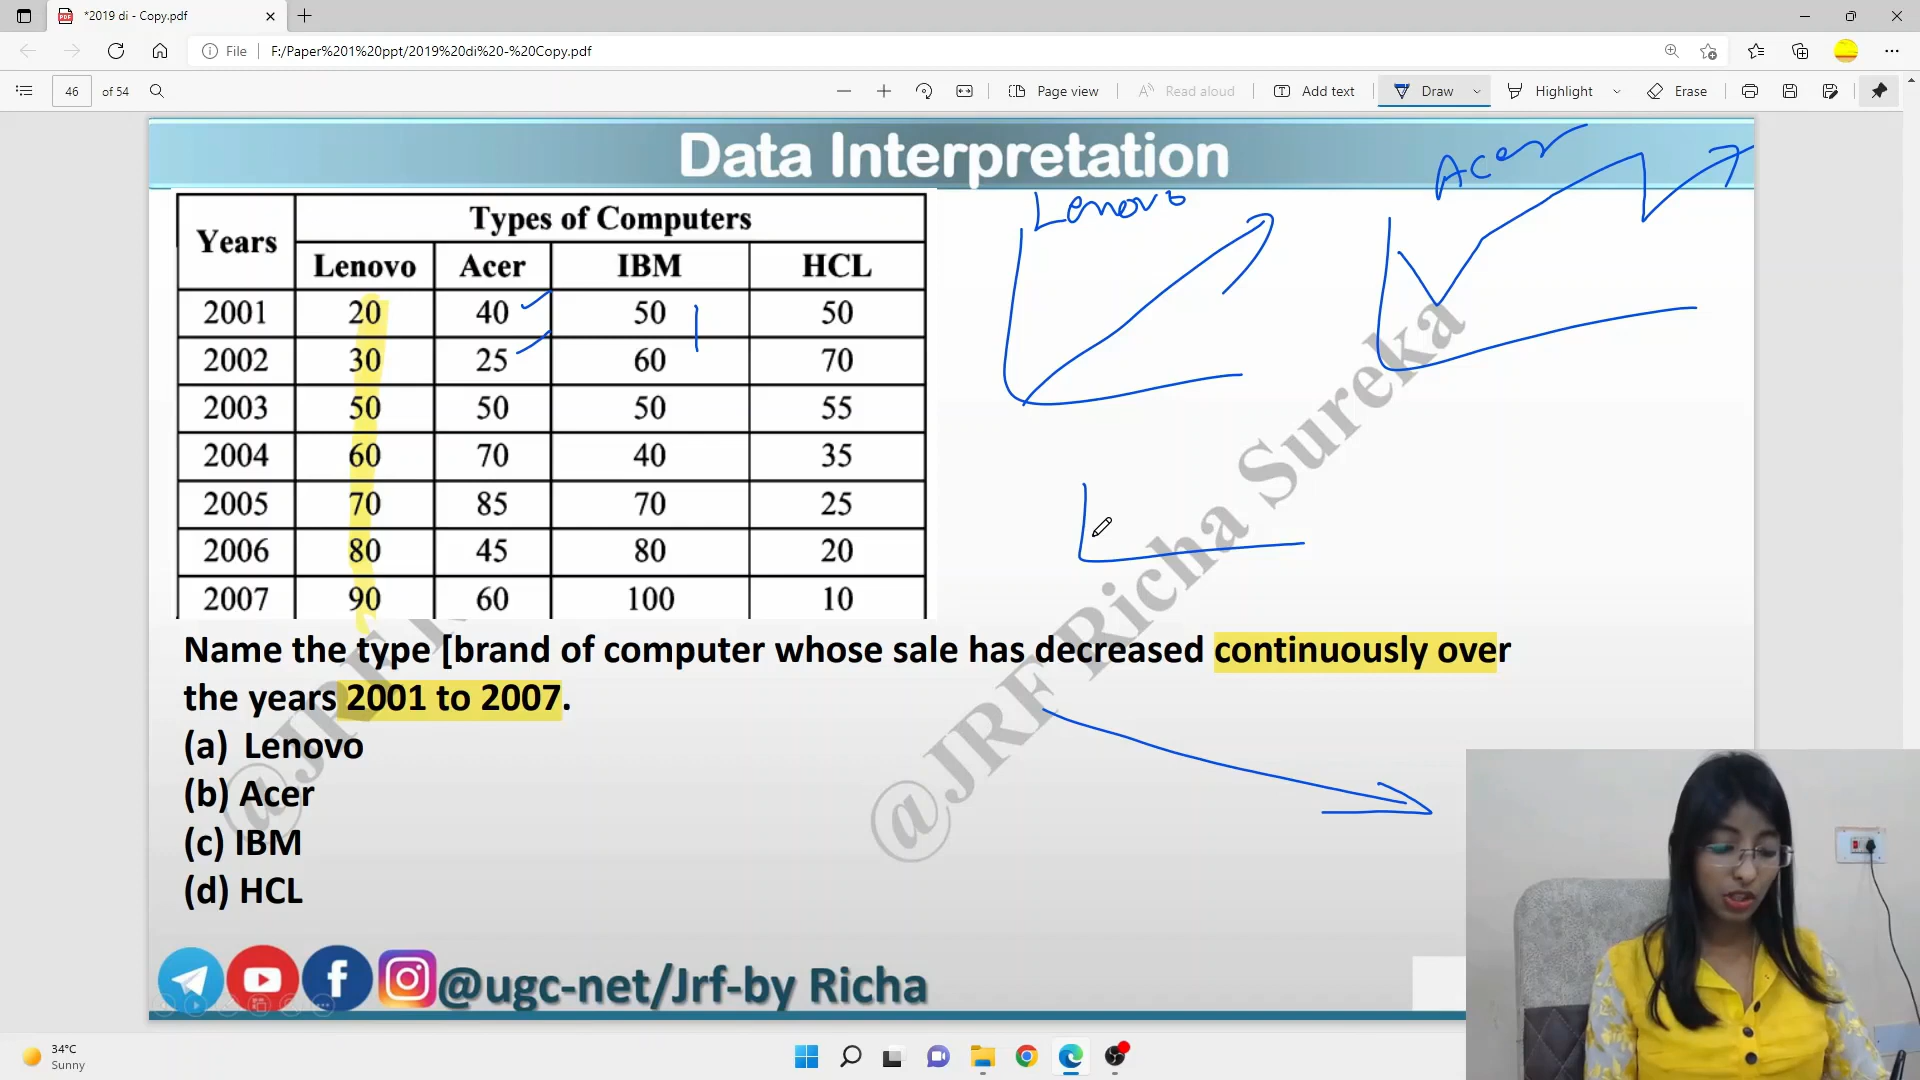 *2019 di - Copy.pdf
File F:/Paper%201%20ppt/2019%20di%20-%20Copy.pdf
46 of 54 Page view Read aloud Add text Draw Highlight Erase
Data Interpretation
Years Types of Computers
Lenovo Acer IBM HCL
2001 20 40 50 50
2002 30 25 60 70
2003 50 50 50 55
2004 60 70 40 35
2005 70 85 70 25
2006 80 45 80 20
2007 90 60 100 10
Lenovo
Acer
Name the type [brand of computer whose sale has decreased continuously over
the years 2001 to 2007.
(a) Lenovo
(b) Acer
(c) IBM
(d) HCL
@JRF Richa Sureka
@ugc-net/Jrf-by Richa
34°C
Sunny